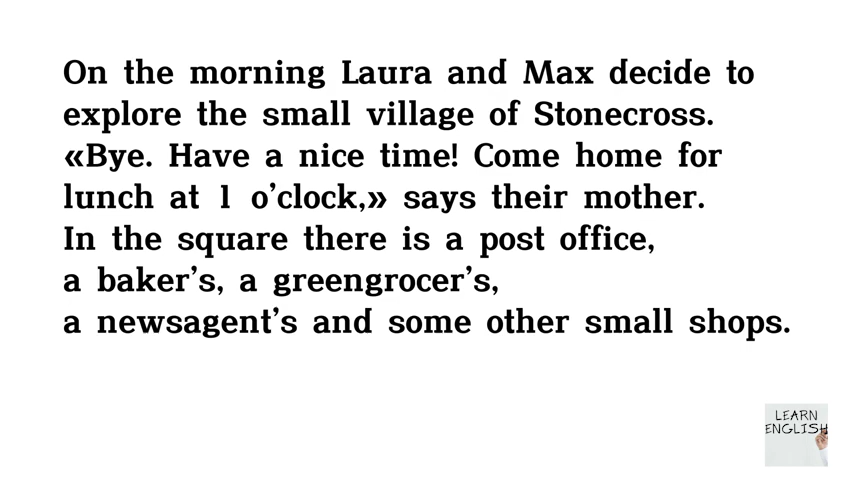 On the morning Laura and Max decide to
explore the small village of Stonecross.
«Bye. Have a nice time! Come home for
lunch at 1 o’clock,» says their mother.
In the square there is a post office,
a baker’s, a greengrocer’s,
a newsagent’s and some other small shops.
LEARN
ENGLISH